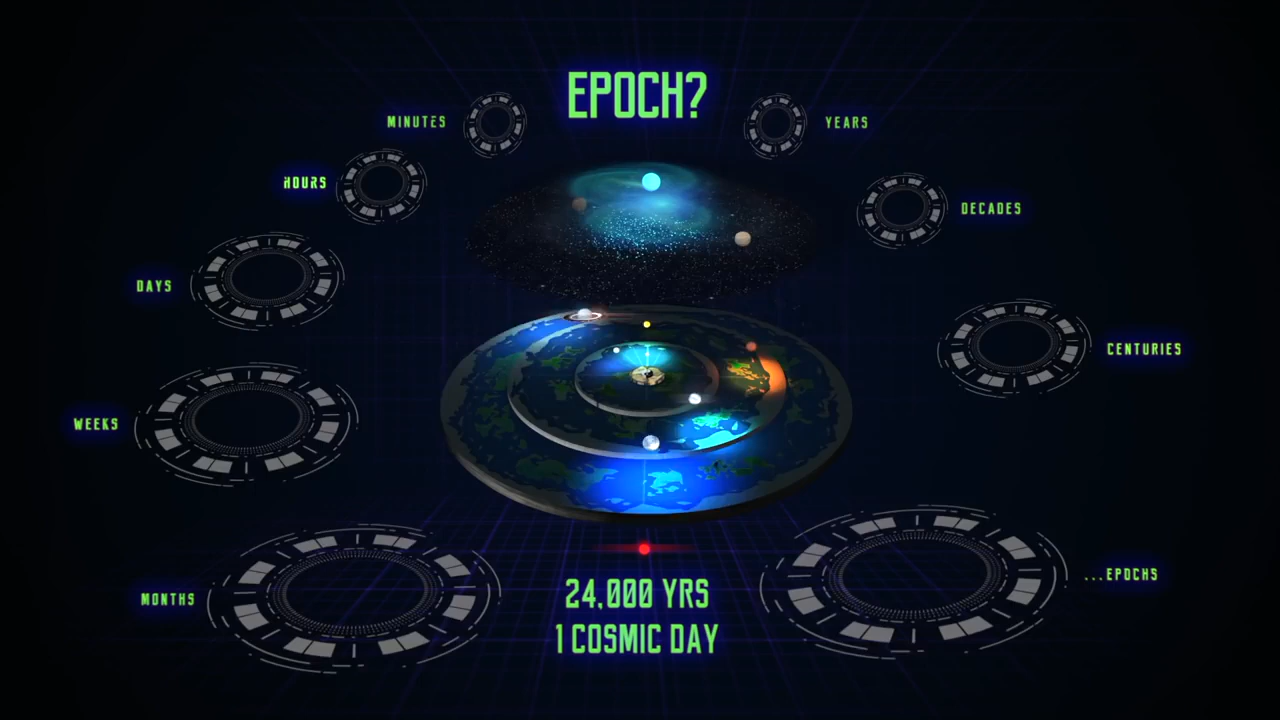 EPOCH?
MINUTES
YEARS
HOURS
DECADES
DAYS
CENTURIES
WEEKS
MONTHS
...EPOCHS
24,000 YRS
1 COSMIC DAY